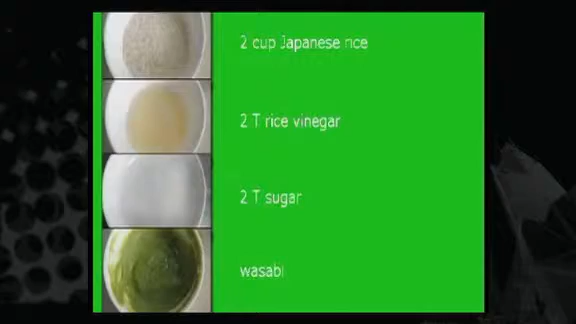 2 cup Japanese rice
2 T rice vinegar
2 T sugar
wasabi